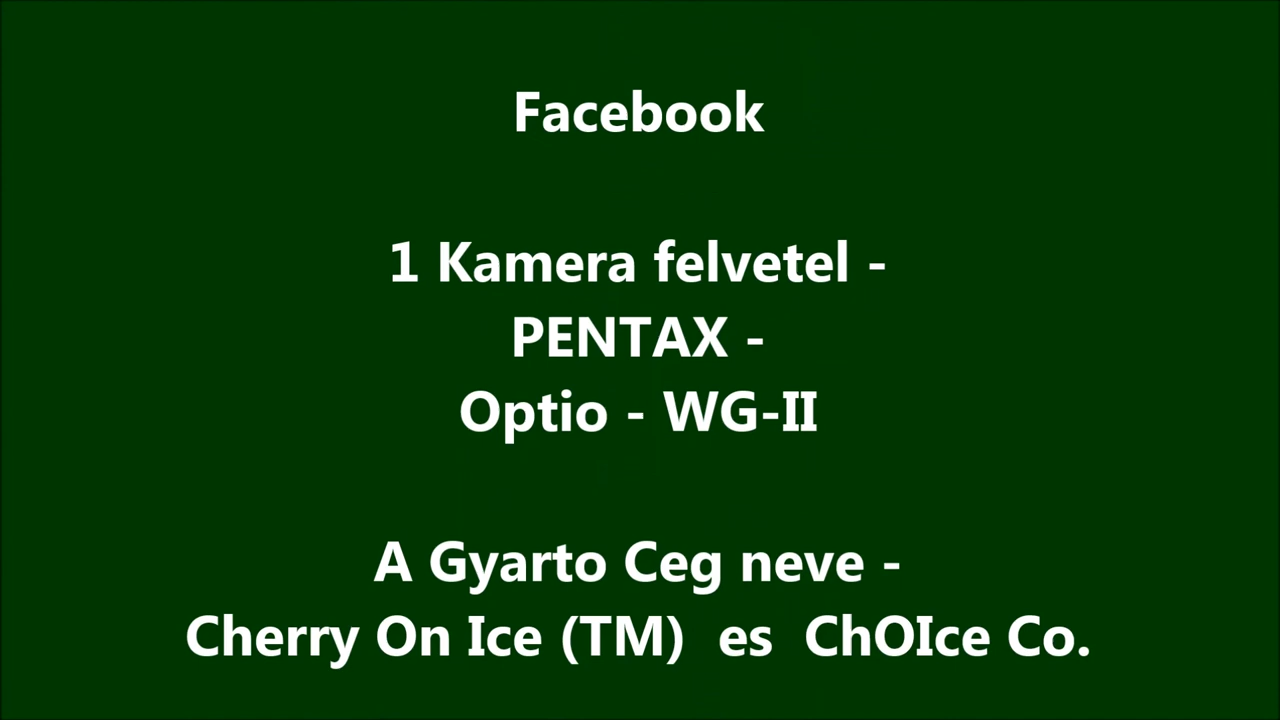 Facebook
1 Kamera felvetel -
PENTAX -
Optio - WG-II
A Gyarto Ceg neve -
Cherry On Ice (TM)  es  ChOIce Co.